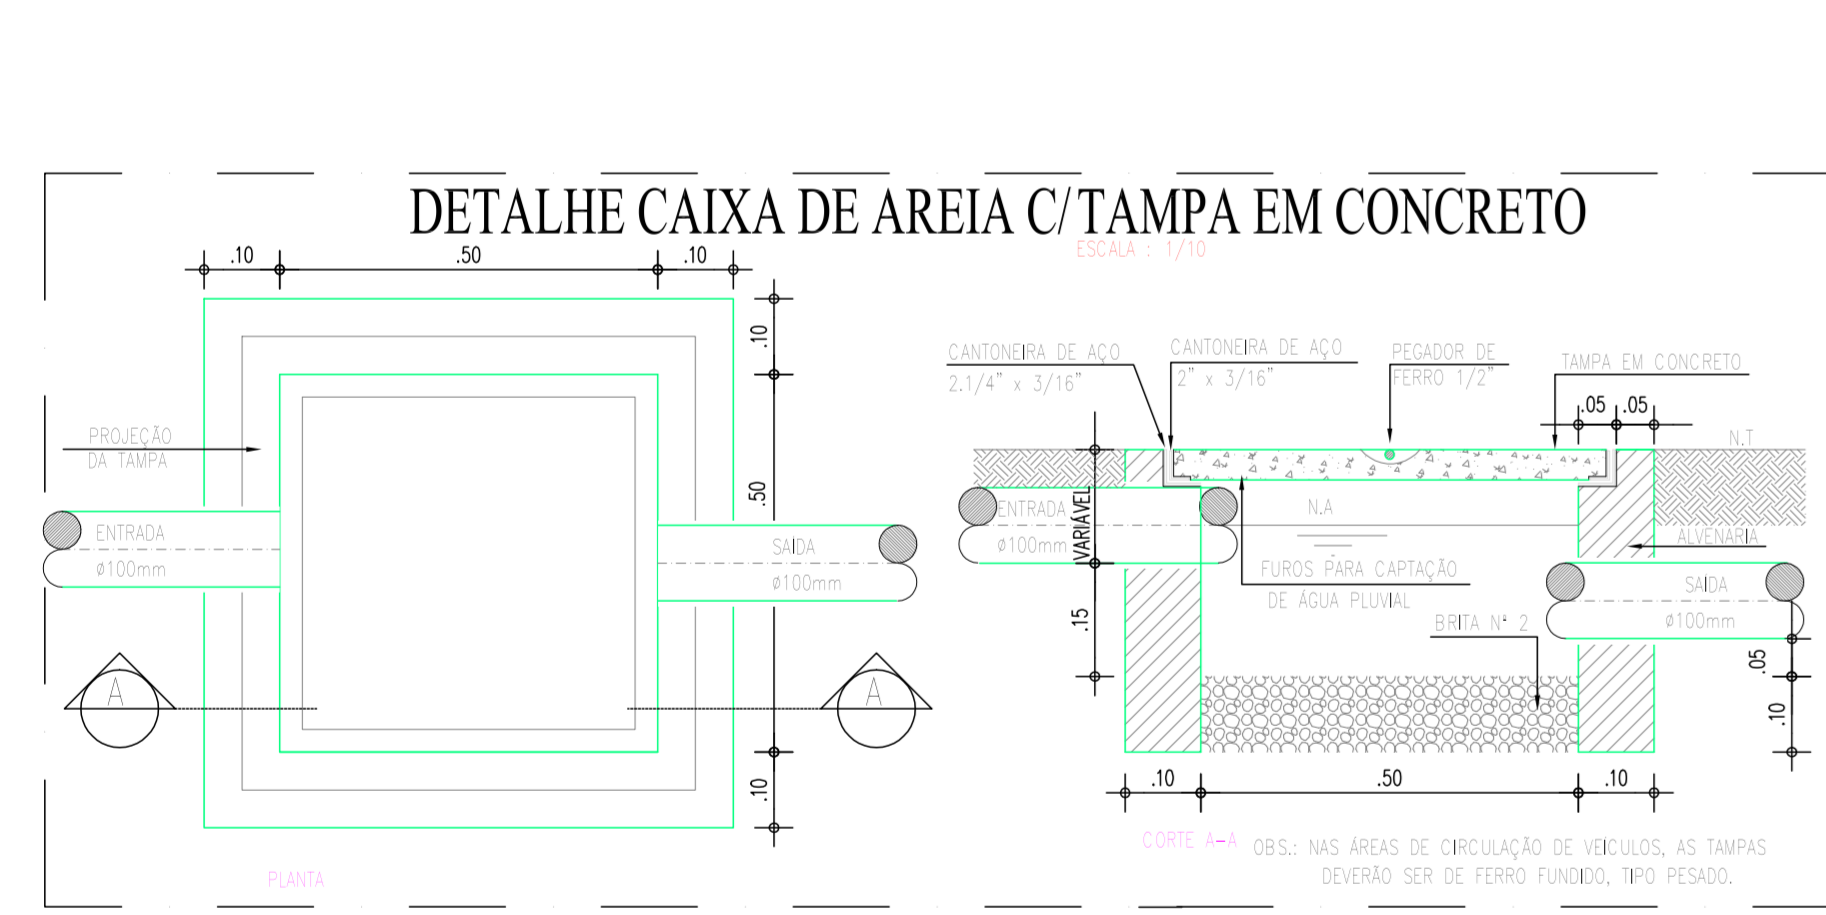 DETALHE CAIXA DE AREIA C/ TAMPA EM CONCRETO
ESCALA : 1/10
.10
.50
.10
.10
.50
.10
PROJEÇÃO
DA TAMPA
ENTRADA
ø100mm
SAÍDA
ø100mm
A
A
PLANTA
CANTONEIRA DE AÇO
2.1/4" x 3/16"
CANTONEIRA DE AÇO
2" x 3/16"
PEGADOR DE
FERRO 1/2"
TAMPA EM CONCRETO
.05
.05
N.T
ENTRADA
ø100mm
VARIÁVEL
N.A
ALVENARIA
FUROS PARA CAPTAÇÃO
DE ÁGUA PLUVIAL
SAÍDA
ø100mm
.15
BRITA Nº 2
.05
.10
.10
.50
.10
CORTE A-A
OBS.: NAS ÁREAS DE CIRCULAÇÃO DE VEÍCULOS, AS TAMPAS
DEVERÃO SER DE FERRO FUNDIDO, TIPO PESADO.